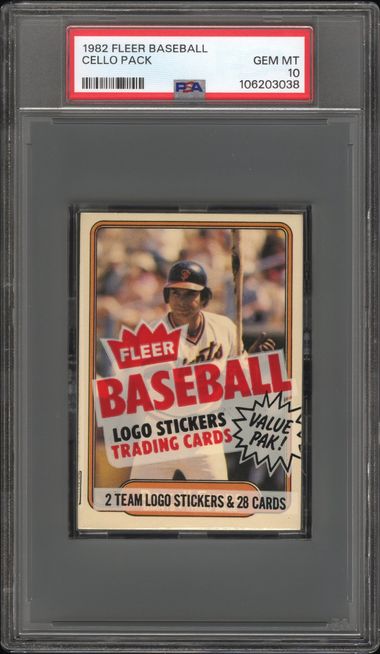 1982 FLEER BASEBALL
CELLO PACK
GEM MT
10
PSA
106203038
FLEER
BASEBALL
LOGO STICKERS
TRADING CARDS
VALUE
PAK!
2 TEAM LOGO STICKERS & 28 CARDS